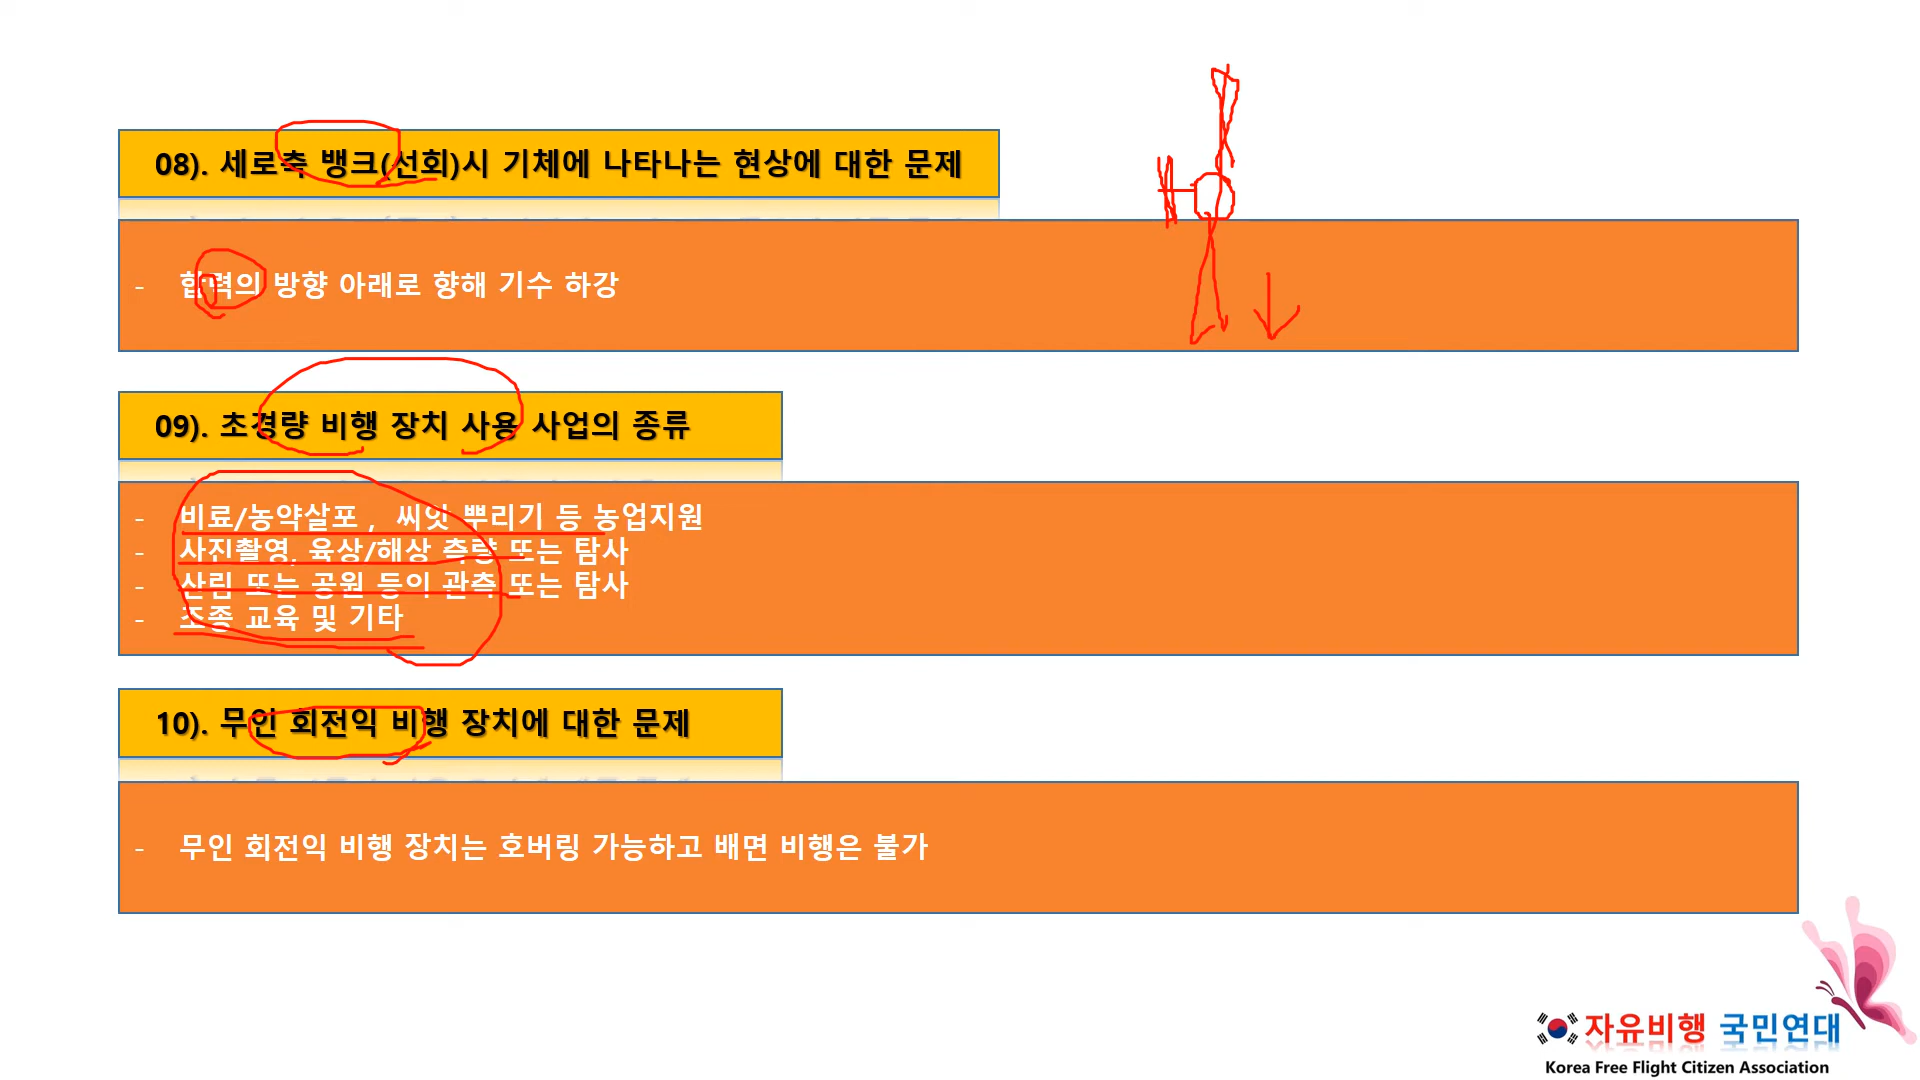 08). 세로축 뱅크(선회)시 기체에 나타나는 현상에 대한 문제
- 합력의 방향 아래로 향해 기수 하강
09). 초경량 비행 장치 사용 사업의 종류
- 비료/농약살포 , 씨앗 뿌리기 등 농업지원
- 사진촬영, 육상/해상 측량 또는 탐사
- 산림 또는 공원 등이 관측 또는 탐사
- 조종 교육 및 기타
10). 무인 회전익 비행 장치에 대한 문제
- 무인 회전익 비행 장치는 호버링 가능하고 배면 비행은 불가
자유비행 국민연대
Korea Free Flight Citizen Association